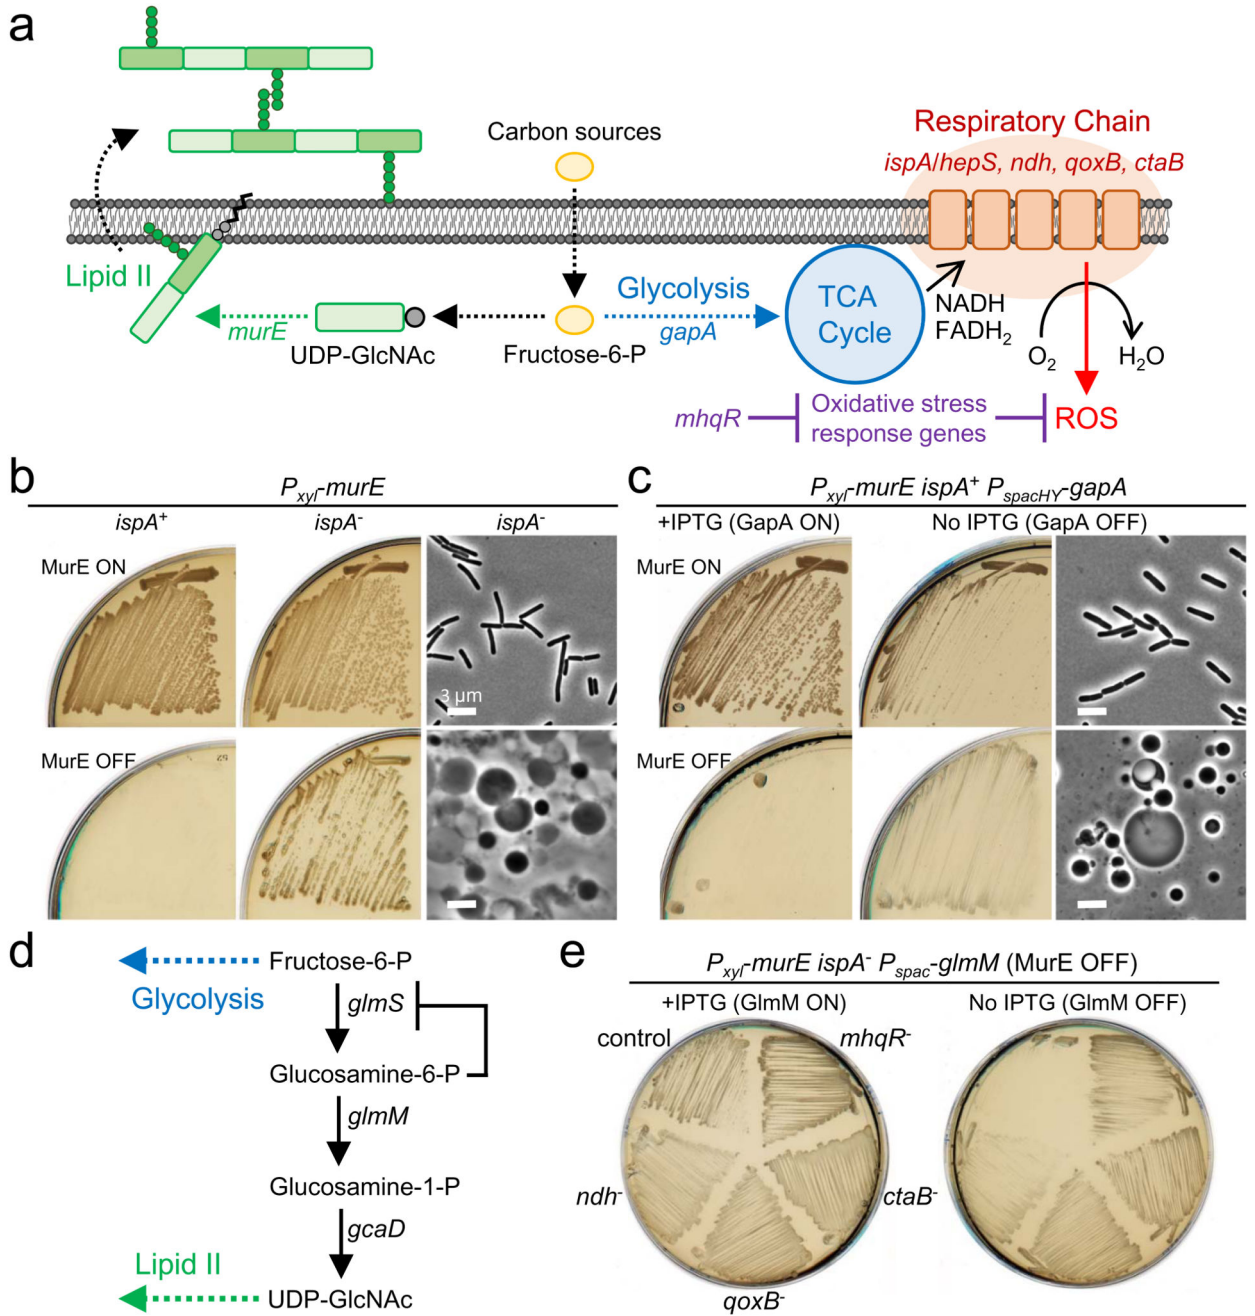 a
Carbon sources
Respiratory Chain
ispA/hepS, ndh, qoxB, ctaB
Lipid II
murE
UDP-GlcNAc
Fructose-6-P
Glycolysis
gapA
TCA
Cycle
NADH
FADH2
O2
H2O
mhqR
Oxidative stress
response genes
ROS
b
Pxyl-murE
ispA+
ispA-
ispA-
MurE ON
3 µm
MurE OFF
c
Pxyl-murE ispA+ PspacHY-gapA
+IPTG (GapA ON)
No IPTG (GapA OFF)
MurE ON
MurE OFF
d
Fructose-6-P
Glycolysis
glmS
Glucosamine-6-P
glmM
Glucosamine-1-P
gcaD
Lipid II
UDP-GlcNAc
e
Pxyl-murE ispA- Pspac-glmM (MurE OFF)
+IPTG (GlmM ON)
No IPTG (GlmM OFF)
control
mhqR-
ndh-
ctaB-
qoxB-